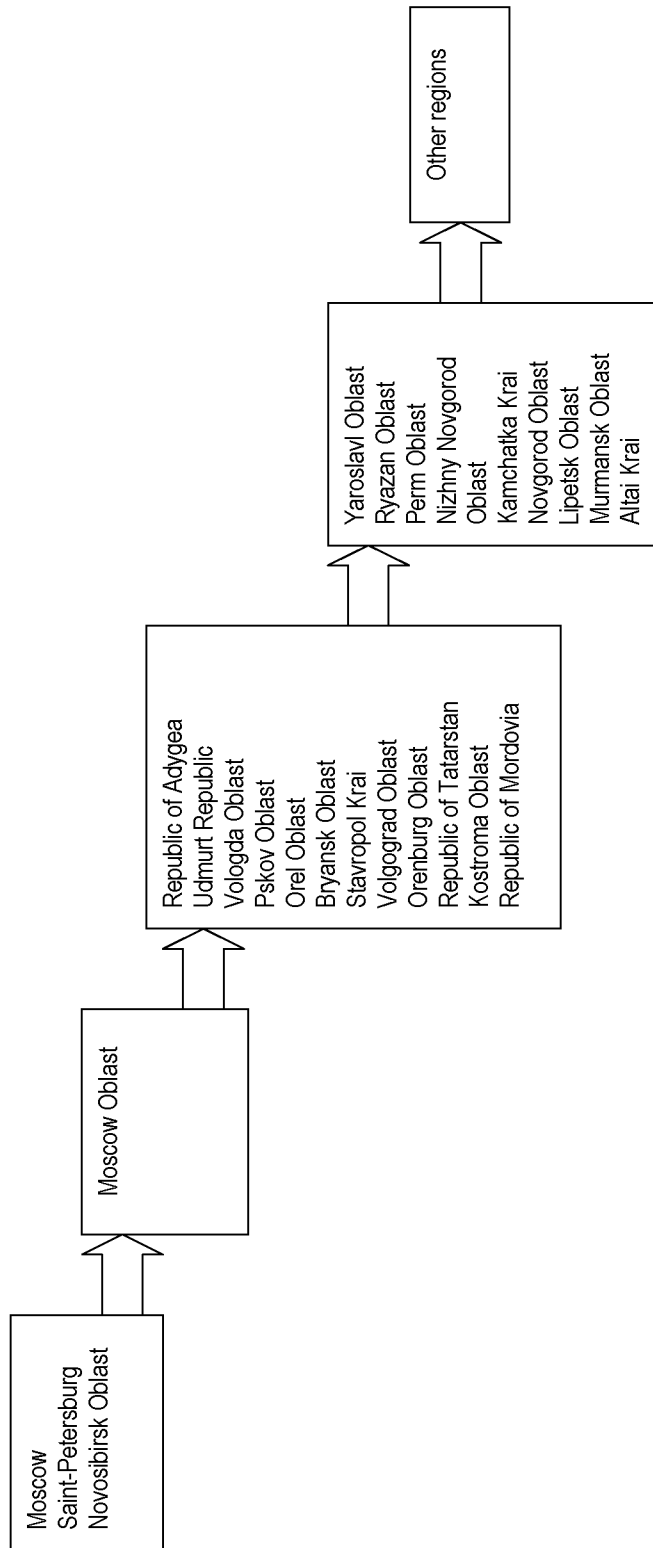 Moscow
Saint-Petersburg
Novosibirsk Oblast
Moscow Oblast
Republic of Adygea
Udmurt Republic
Vologda Oblast
Pskov Oblast
Orel Oblast
Bryansk Oblast
Stavropol Krai
Volgograd Oblast
Orenburg Oblast
Republic of Tatarstan
Kostroma Oblast
Republic of Mordovia
Yaroslavl Oblast
Ryazan Oblast
Perm Oblast
Nizhny Novgorod
Oblast
Kamchatka Krai
Novgorod Oblast
Lipetsk Oblast
Murmansk Oblast
Altai Krai
Other regions